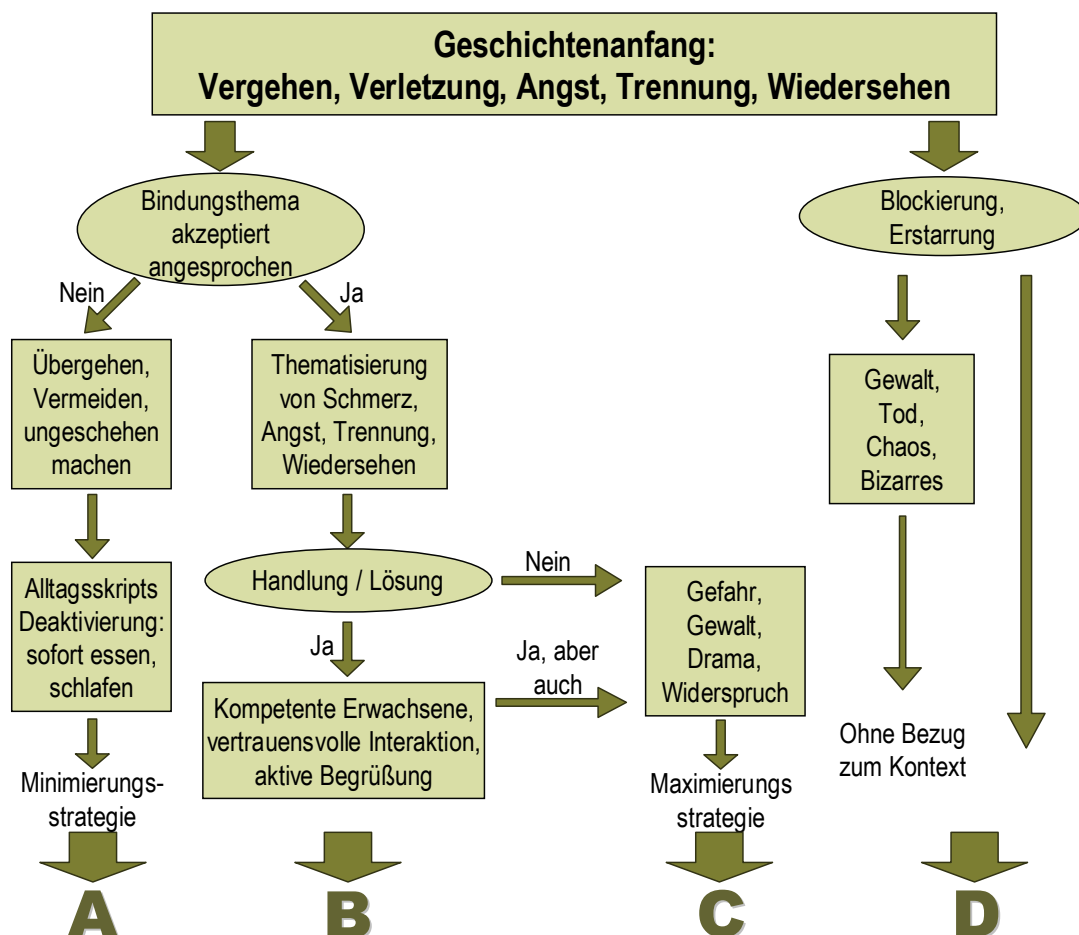 Geschichtenanfang:
Vergehen, Verletzung, Angst, Trennung, Wiedersehen
Bindungsthema
akzeptiert
angesprochen
Blockierung,
Erstarrung
Nein
Ja
Übergehen,
Vermeiden,
ungeschehen
machen
Thematisierung
von Schmerz,
Angst, Trennung,
Wiedersehen
Gewalt,
Tod,
Chaos,
Bizarres
Alltagsskripts
Deaktivierung:
sofort essen,
schlafen
Handlung / Lösung
Nein
Ja
Gefahr,
Gewalt,
Drama,
Widerspruch
Ja, aber
auch
Kompetente Erwachsene,
vertrauensvolle Interaktion,
aktive Begrüßung
Ohne Bezug
zum Kontext
Minimierungs-
strategie
Maximierungs
strategie
A
B
C
D